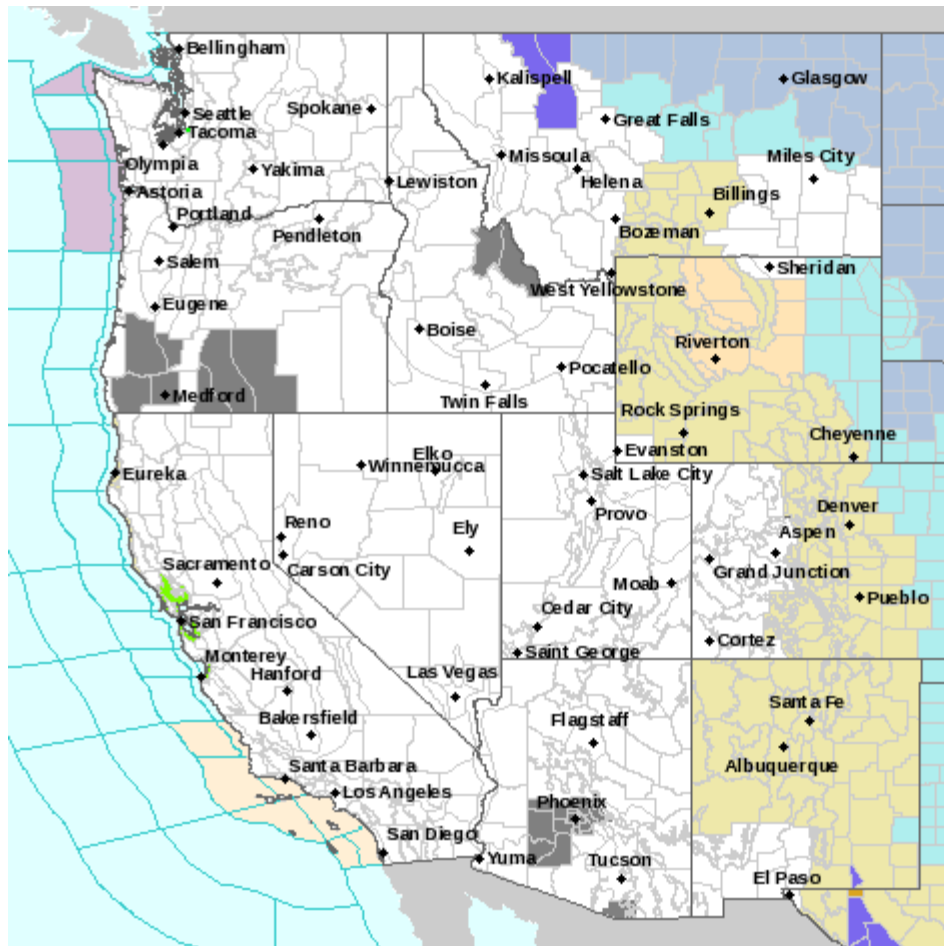 Bellingham
Kalispell
Glasgow
Spokane
Seattle
Great Falls
Tacoma
Olympia
Missoula
Miles City
Yakima
Helena
Lewiston
Astoria
Billings
Portland
Pendleton
Bozeman
Salem
Sheridan
West Yellowstone
Eugene
Boise
Riverton
Pocatello
Medford
Twin Falls
Rock Springs
Cheyenne
Elko
Evanston
Winnemucca
Eureka
Salt Lake City
Provo
Denver
Reno
Ely
Aspen
Sacramento
Carson City
Grand Junction
Moab
Pueblo
Cedar City
San Francisco
Cortez
Saint George
Monterey
Hanford
Las Vegas
Santa Fe
Bakersfield
Flagstaff
Albuquerque
Santa Barbara
Los Angeles
Phoenix
San Diego
Yuma
Tucson
El Paso